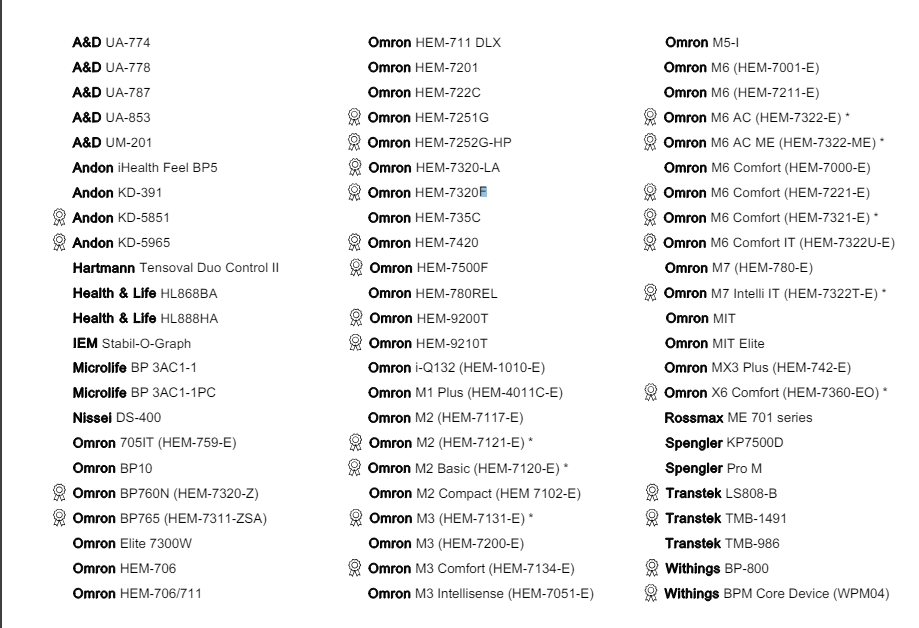 A&D UA-774
A&D UA-778
A&D UA-787
A&D UA-853
A&D UM-201
Andon iHealth Feel BP5
Andon KD-391
Andon KD-5851
Andon KD-5965
Hartmann Tensoval Duo Control II
Health & Life HL868BA
Health & Life HL888HA
IEM Stabil-O-Graph
Microlife BP 3AC1-1
Microlife BP 3AC1-1PC
Nissei DS-400
Omron 705IT (HEM-759-E)
Omron BP10
Omron BP760N (HEM-7320-Z)
Omron BP765 (HEM-7311-ZSA)
Omron Elite 7300W
Omron HEM-706
Omron HEM-706/711
Omron HEM-711 DLX
Omron HEM-7201
Omron HEM-722C
Omron HEM-7251G
Omron HEM-7252G-HP
Omron HEM-7320-LA
Omron HEM-7320F
Omron HEM-735C
Omron HEM-7420
Omron HEM-7500F
Omron HEM-780REL
Omron HEM-9200T
Omron HEM-9210T
Omron i-Q132 (HEM-1010-E)
Omron M1 Plus (HEM-4011C-E)
Omron M2 (HEM-7117-E)
Omron M2 (HEM-7121-E) *
Omron M2 Basic (HEM-7120-E) *
Omron M2 Compact (HEM 7102-E)
Omron M3 (HEM-7131-E) *
Omron M3 (HEM-7200-E)
Omron M3 Comfort (HEM-7134-E)
Omron M3 Intellisense (HEM-7051-E)
Omron M5-I
Omron M6 (HEM-7001-E)
Omron M6 (HEM-7211-E)
Omron M6 AC (HEM-7322-E) *
Omron M6 AC ME (HEM-7322-ME) *
Omron M6 Comfort (HEM-7000-E)
Omron M6 Comfort (HEM-7221-E)
Omron M6 Comfort (HEM-7321-E) *
Omron M6 Comfort IT (HEM-7322U-E)
Omron M7 (HEM-780-E)
Omron M7 Intelli IT (HEM-7322T-E) *
Omron MIT
Omron MIT Elite
Omron MX3 Plus (HEM-742-E)
Omron X6 Comfort (HEM-7360-EO) *
Rossmax ME 701 series
Spengler KP7500D
Spengler Pro M
Transtek LS808-B
Transtek TMB-1491
Transtek TMB-986
Withings BP-800
Withings BPM Core Device (WPM04)